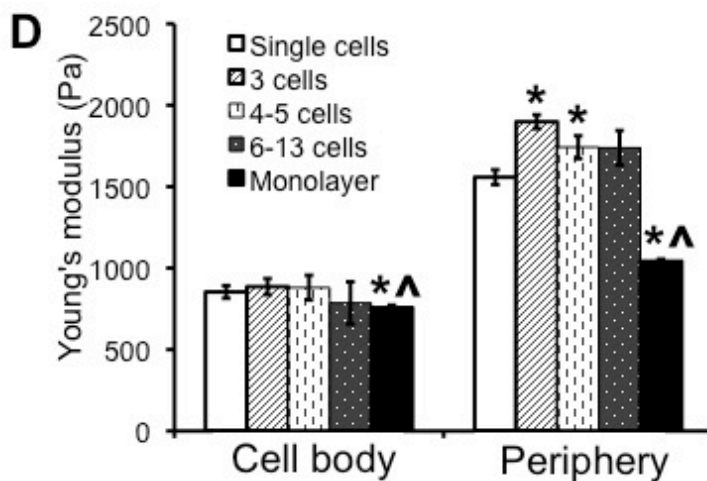 D
Young's modulus (Pa)
2500
2000
1500
1000
500
0
Single cells
3 cells
4-5 cells
6-13 cells
Monolayer
*^
* *
*^
Cell body Periphery